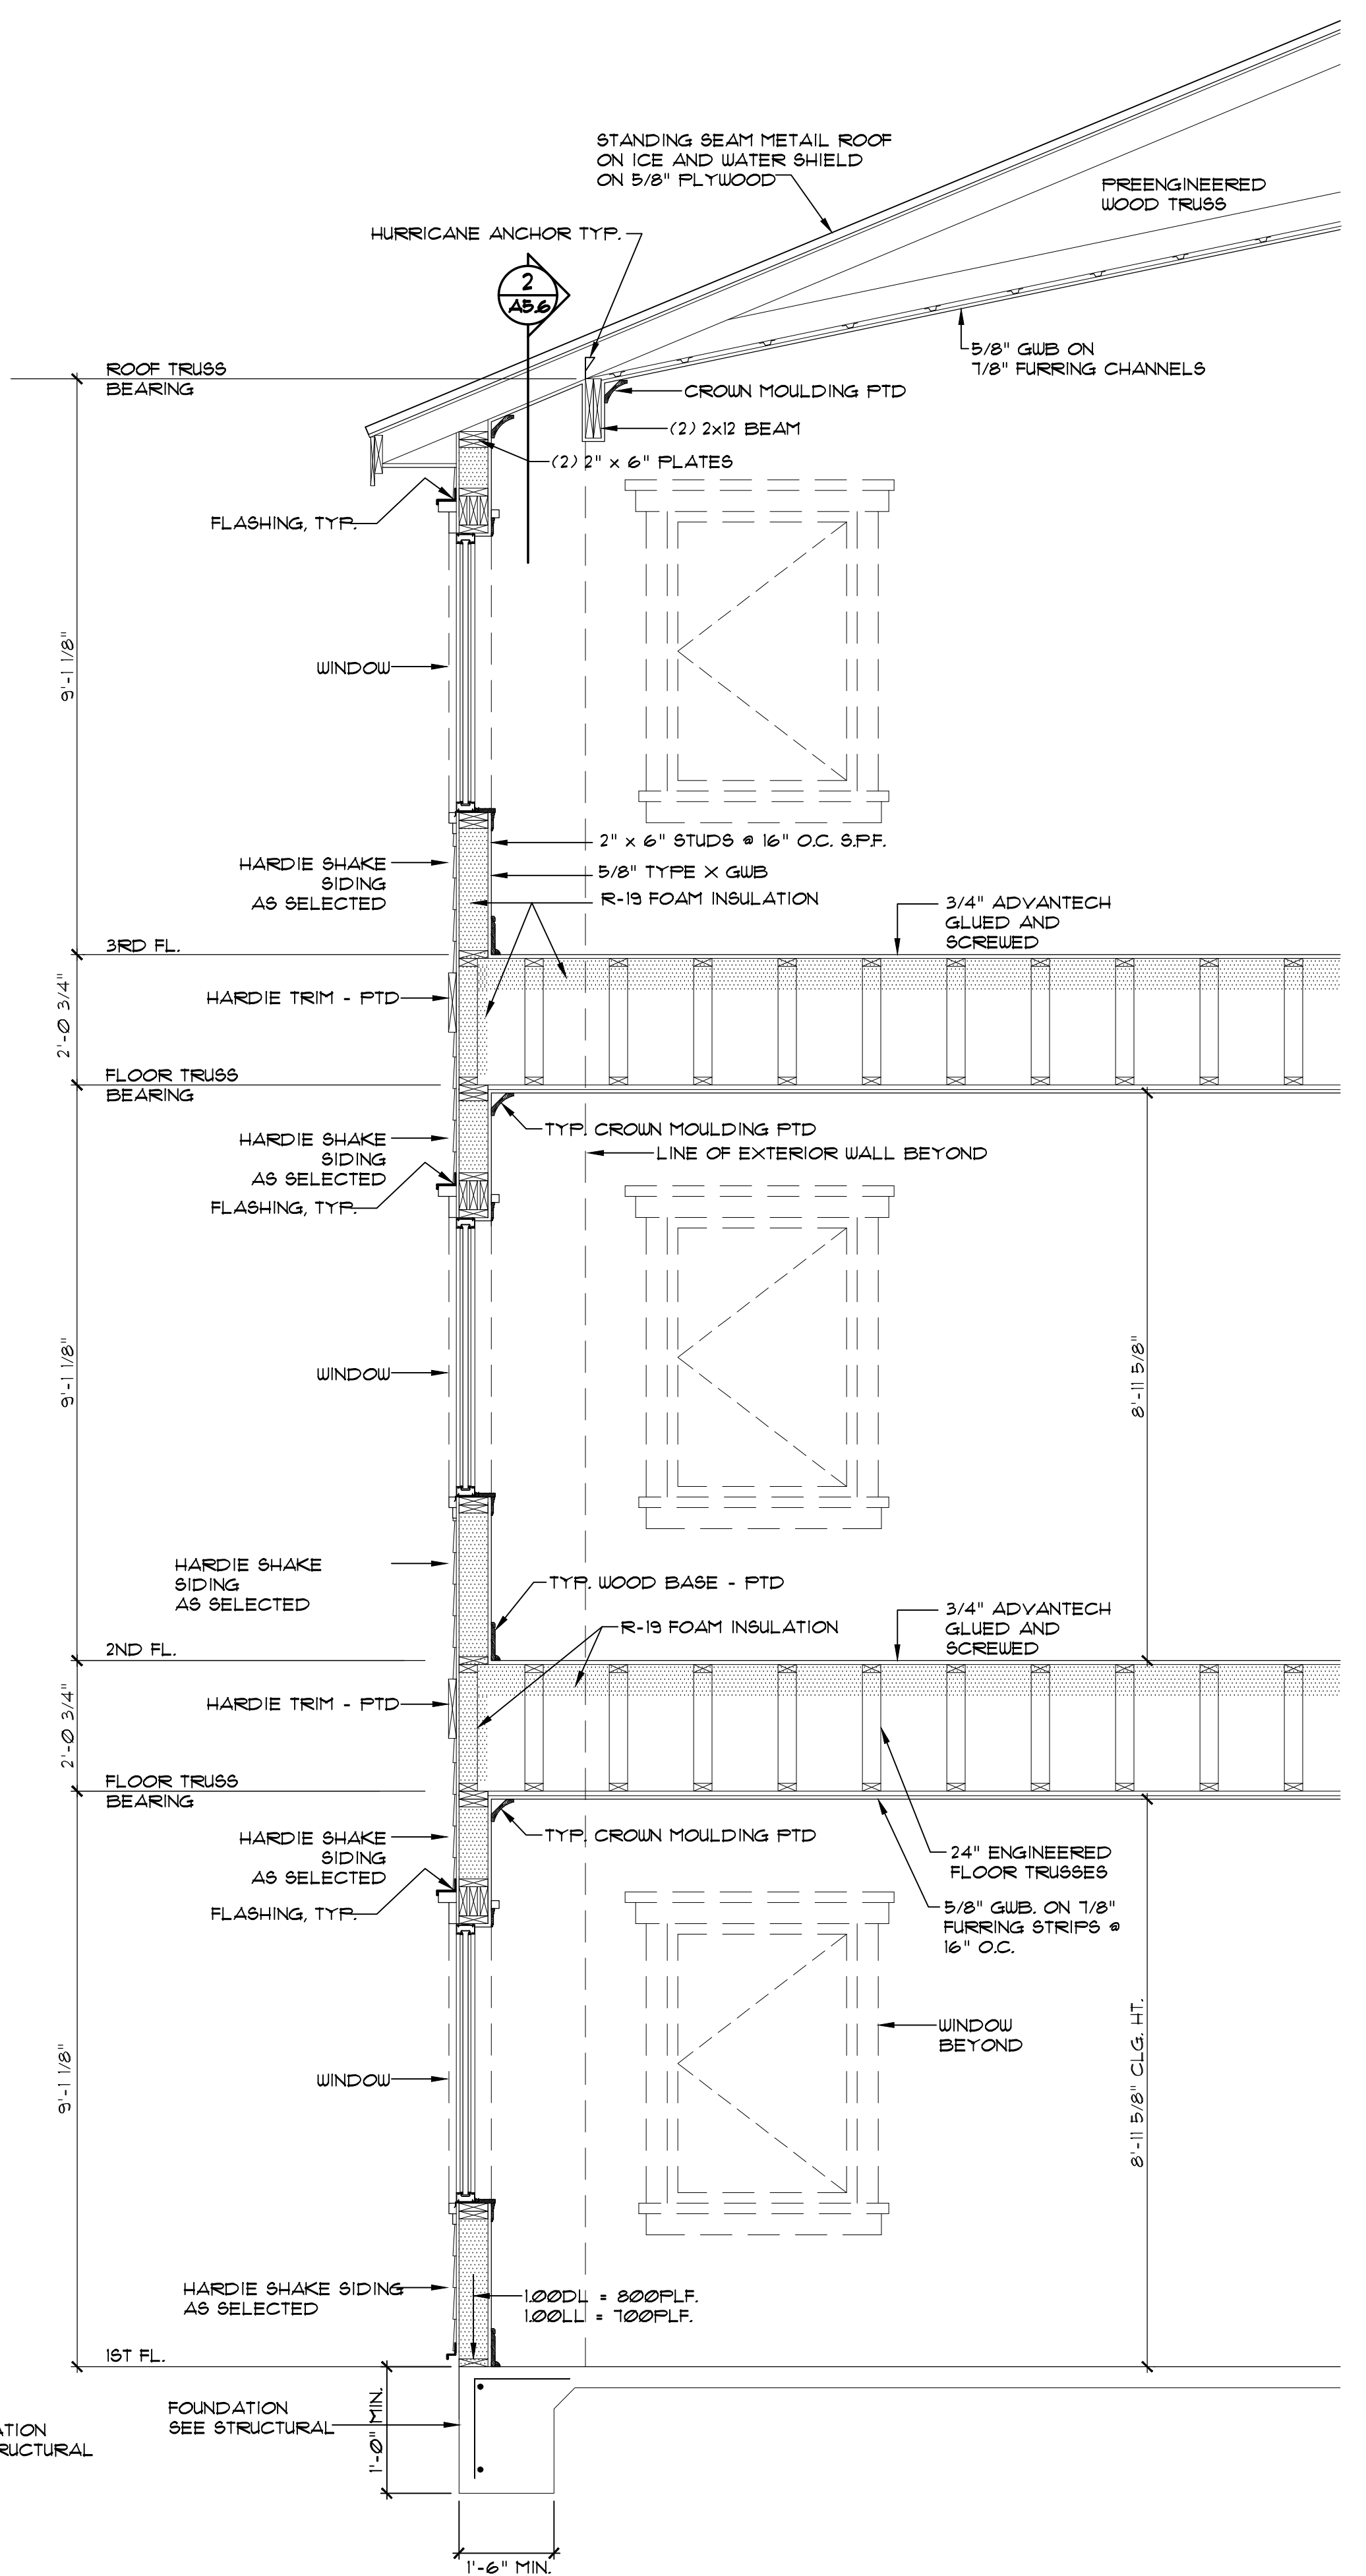 STANDING SEAM METAIL ROOF
ON ICE AND WATER SHIELD
ON 5/8" PLYWOOD
PREENGINEERED
WOOD TRUSS
HURRICANE ANCHOR TYP.
2
A5.6
5/8" GWB ON
7/8" FURRING CHANNELS
ROOF TRUSS
BEARING
CROWN MOULDING PTD
(2) 2x12 BEAM
(2) 2" x 6" PLATES
FLASHING, TYP.
9'-1 1/8"
WINDOW
2" x 6" STUDS @ 16" O.C. S.P.F.
HARDIE SHAKE
SIDING
AS SELECTED
5/8" TYPE X GWB
R-19 FOAM INSULATION
3/4" ADVANTECH
GLUED AND
SCREWED
3RD FL.
HARDIE TRIM - PTD
2'-0 3/4"
FLOOR TRUSS
BEARING
TYP. CROWN MOULDING PTD
HARDIE SHAKE
SIDING
AS SELECTED
LINE OF EXTERIOR WALL BEYOND
FLASHING, TYP.
9'-1 1/8"
8'-11 5/8"
WINDOW
HARDIE SHAKE
SIDING
AS SELECTED
TYP. WOOD BASE - PTD
R-19 FOAM INSULATION
3/4" ADVANTECH
GLUED AND
SCREWED
2ND FL.
HARDIE TRIM - PTD
2'-0 3/4"
FLOOR TRUSS
BEARING
TYP. CROWN MOULDING PTD
HARDIE SHAKE
SIDING
AS SELECTED
24" ENGINEERED
FLOOR TRUSSES
FLASHING, TYP.
5/8" GWB. ON 7/8"
FURRING STRIPS @
16" O.C.
WINDOW
BEYOND
9'-1 1/8"
8'-11 5/8" CLG. HT.
WINDOW
HARDIE SHAKE SIDING
AS SELECTED
1.00DL = 800PLF.
1.00LL = 700PLF.
1ST FL.
1'-0" MIN.
FOUNDATION
SEE STRUCTURAL
1'-6" MIN.